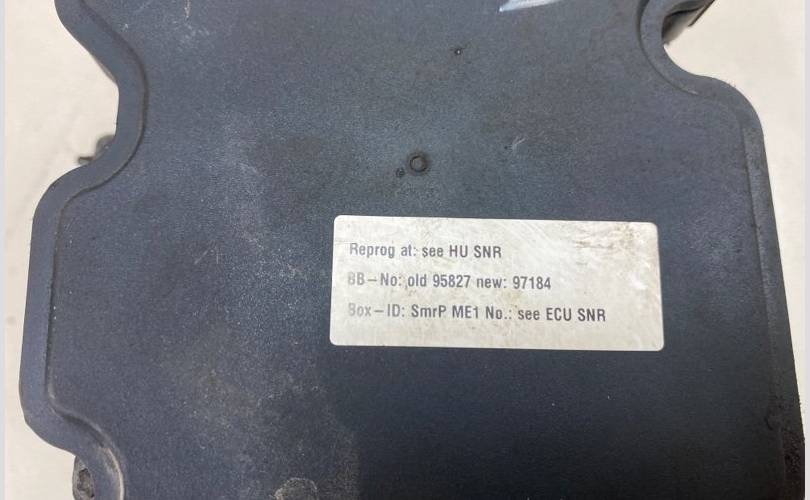 Reprog at: see HU SNR
BB-No: old 95827 new: 97184
Box-ID: SmrP ME1 No.: see ECU SNR